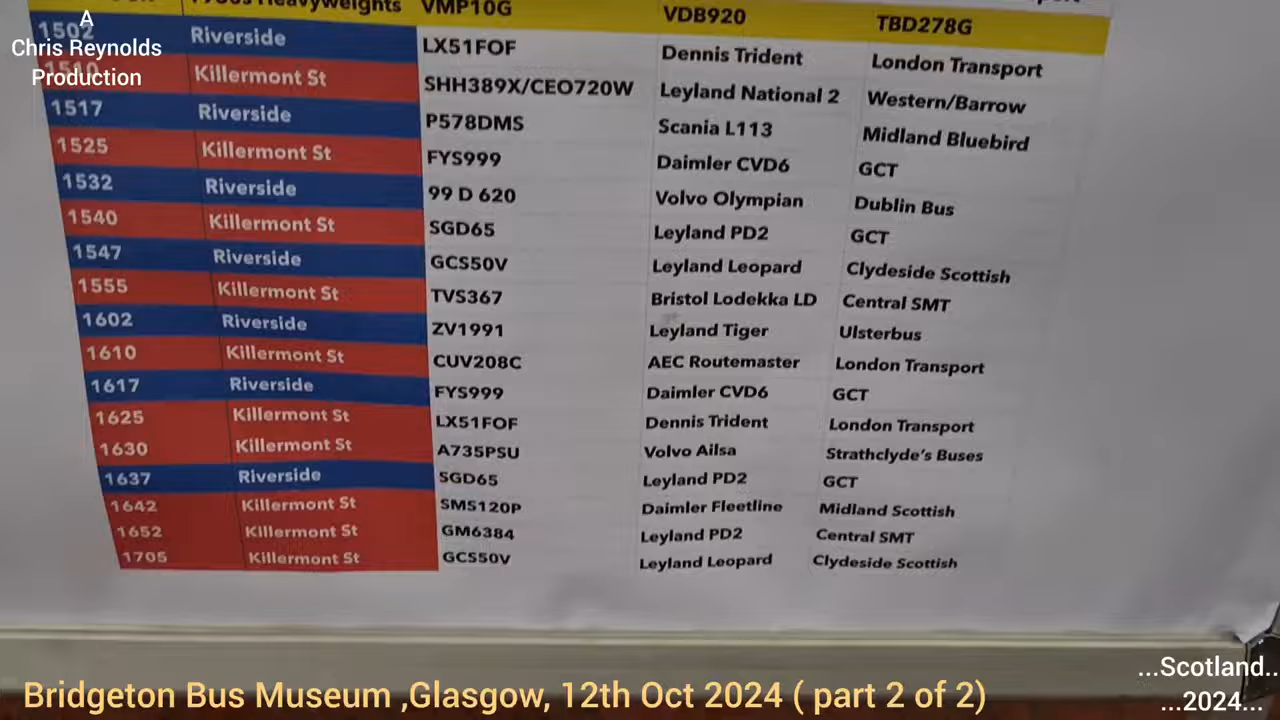 A
Chris Reynolds
Production
Heavyweights VMP10G VDB920 TBD278G
1502 Riverside LX51FOF Dennis Trident London Transport
1510 Killermont St SHH389X/CEO720W Leyland National 2 Western/Barrow
1517 Riverside P578DMS Scania L113 Midland Bluebird
1525 Killermont St FYS999 Daimler CVD6 GCT
1532 Riverside 99 D 620 Volvo Olympian Dublin Bus
1540 Killermont St SGD65 Leyland PD2 GCT
1547 Riverside GCS50V Leyland Leopard Clydeside Scottish
1555 Killermont St TVS367 Bristol Lodekka LD Central SMT
1602 Riverside ZV1991 Leyland Tiger Ulsterbus
1610 Killermont St CUV208C AEC Routemaster London Transport
1617 Riverside FYS999 Daimler CVD6 GCT
1625 Killermont St LX51FOF Dennis Trident London Transport
1630 Killermont St A735PSU Volvo Ailsa Strathclyde's Buses
1637 Riverside SGD65 Leyland PD2 GCT
1642 Killermont St SMS120P Daimler Fleetline Midland Scottish
1652 Killermont St GM6384 Leyland PD2 Central SMT
1705 Killermont St GCS50V Leyland Leopard Clydeside Scottish
Bridgeton Bus Museum ,Glasgow, 12th Oct 2024 ( part 2 of 2)
...Scotland..
...2024...